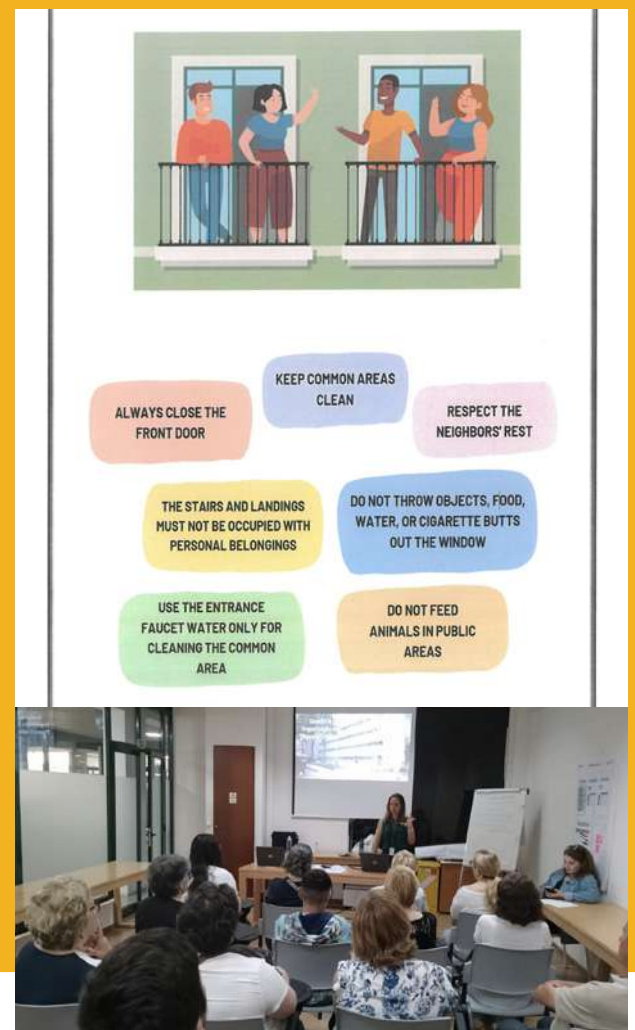 KEEP COMMON AREAS
CLEAN
ALWAYS CLOSE THE
FRONT DOOR
RESPECT THE
NEIGHBORS' REST
THE STAIRS AND LANDINGS
MUST NOT BE OCCUPIED WITH
PERSONAL BELONGINGS
DO NOT THROW OBJECTS, FOOD,
WATER, OR CIGARETTE BUTTS
OUT THE WINDOW
USE THE ENTRANCE
FAUCET WATER ONLY FOR
CLEANING THE COMMON
AREA
DO NOT FEED
ANIMALS IN PUBLIC
AREAS